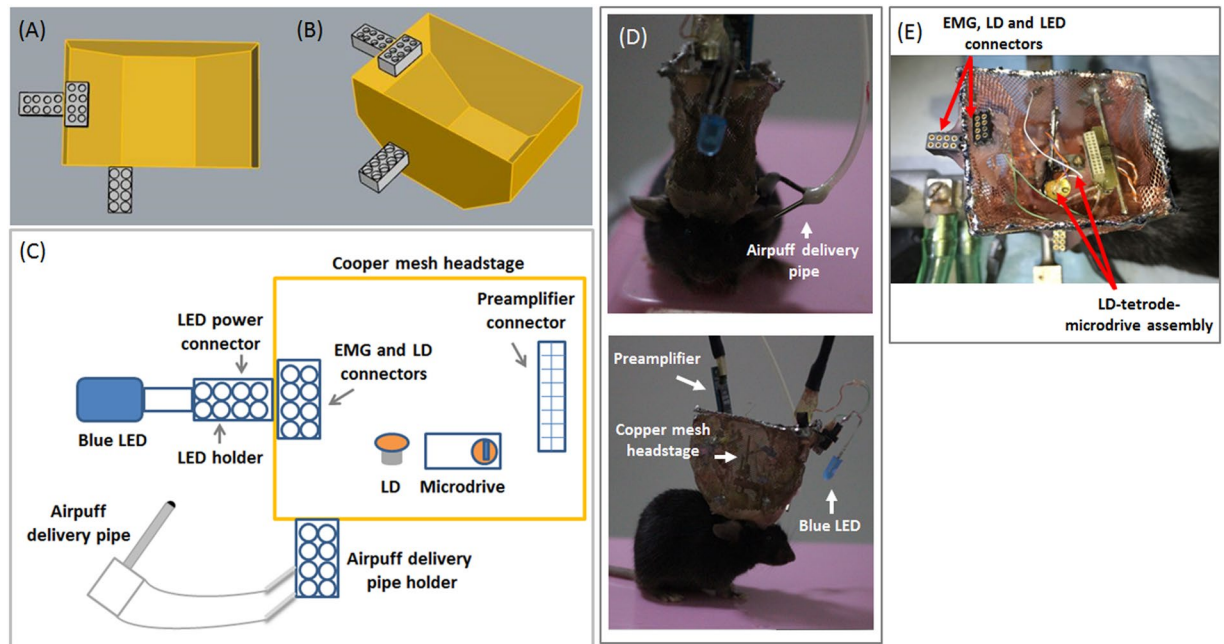 (A)
(B)
(C)
Cooper mesh headstage
Preamplifier
connector
LED power
connector
EMG and LD
connectors
Blue LED
LED holder
LD
Microdrive
Airpuff
delivery pipe
Airpuff delivery
pipe holder
(D)
Airpuff delivery
pipe
Preamplifier
Copper mesh
headstage
Blue LED
(E)
EMG, LD and LED
connectors
LD-tetrode-
microdrive assembly